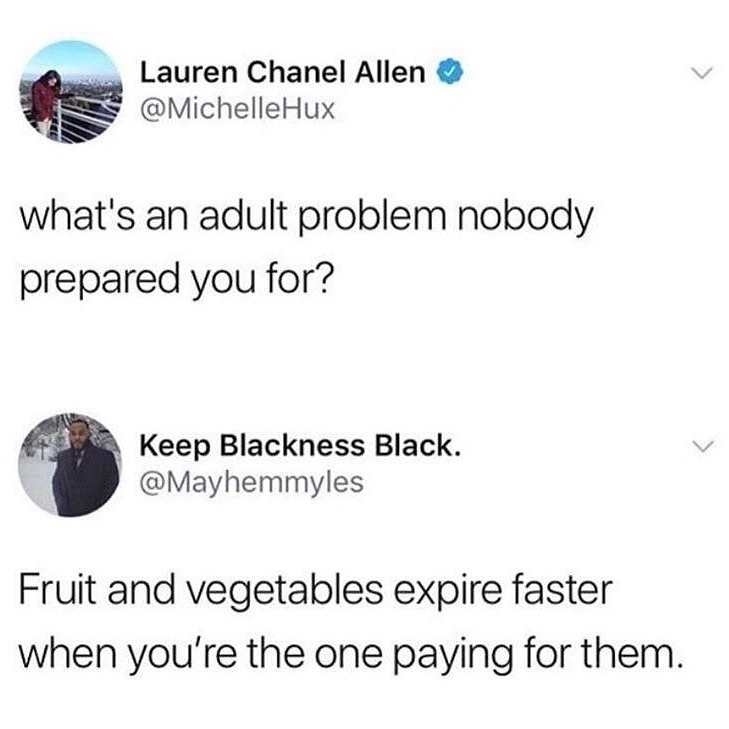 Lauren Chanel Allen
@MichelleHux
what's an adult problem nobody
prepared you for?
Keep Blackness Black.
@Mayhemmyles
Fruit and vegetables expire faster
when you're the one paying for them.